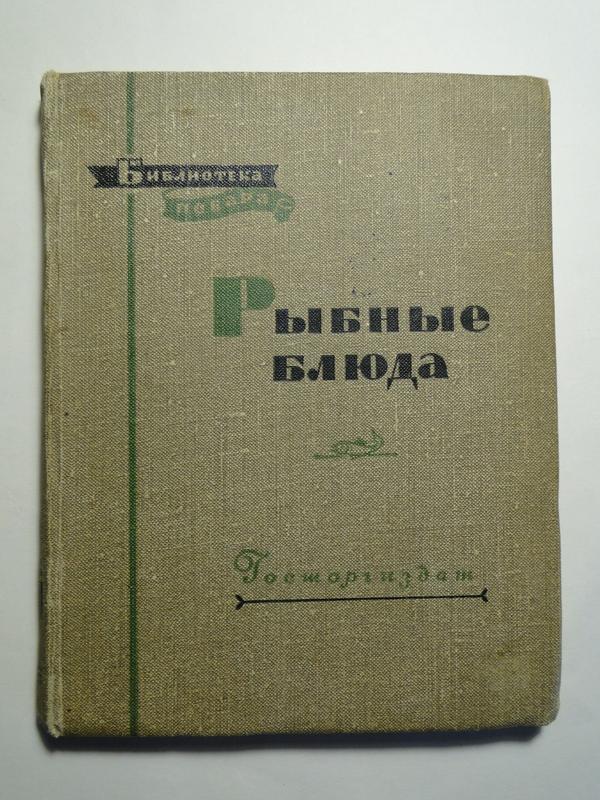 Библиотека
повара
Рыбные
блюда
Госторгиздат